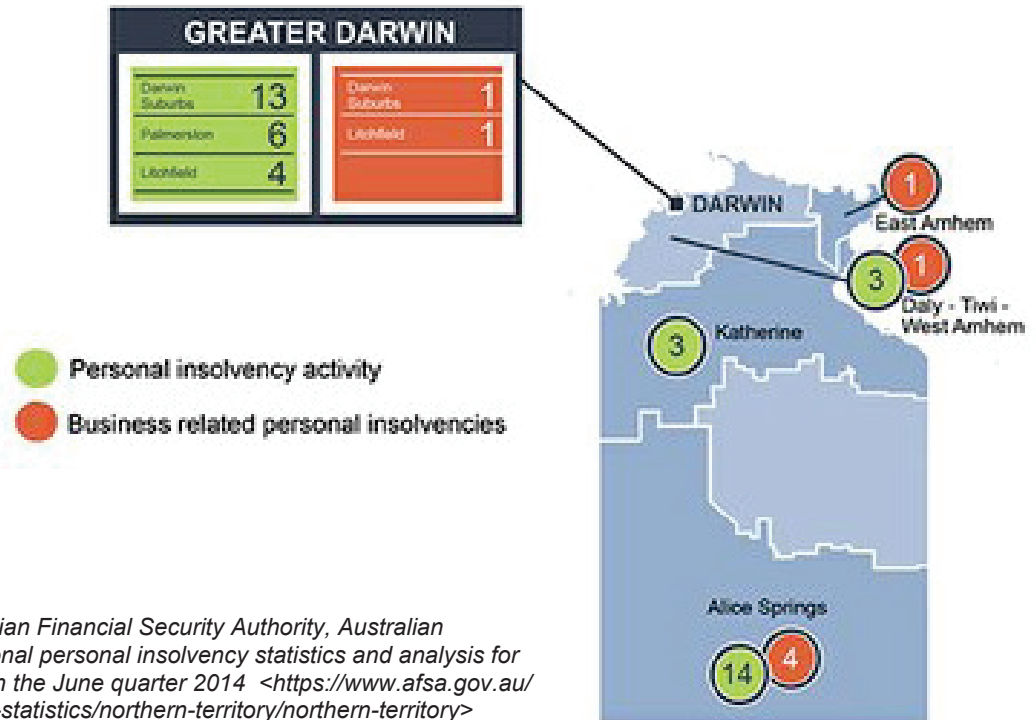 GREATER DARWIN
Darwin
Suburbs 13
Palmerston 6
Litchfield 4
Darwin
Suburbs 1
Litchfield 1
DARWIN
1
East Arnhem
3 1
Daly - Tiwi -
West Arnhem
3
Katherine
Personal insolvency activity
Business related personal insolvencies
Alice Springs
14 4
ian Financial Security Authority, Australian
onal personal insolvency statistics and analysis for
n the June quarter 2014 <https://www.afsa.gov.au/
-statistics/northern-territory/northern-territory>